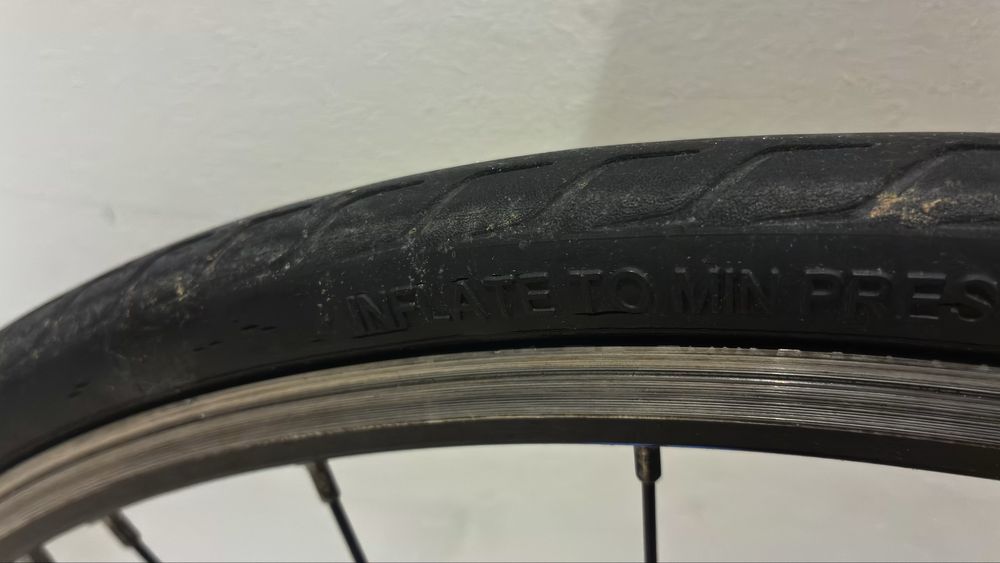 INFLATE TO MIN PRES